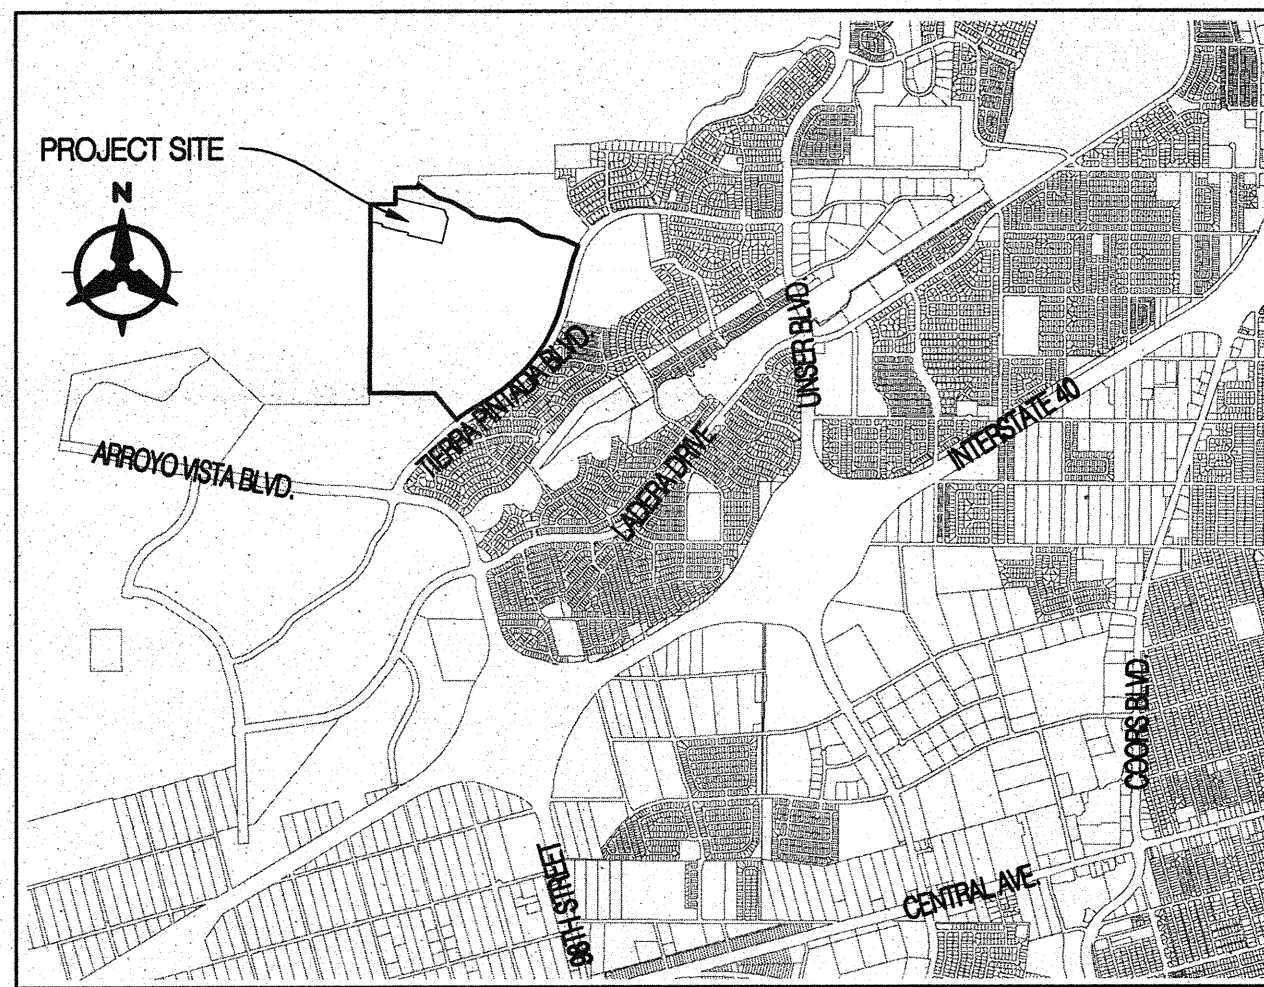 PROJECT SITE
N
TIERRA PINTADA BLVD.
UNSER BLVD.
INTERSTATE 40
ARROYO VISTA BLVD.
LADERA DRIVE
COORS BLVD
98TH STREET
CENTRAL AVE.